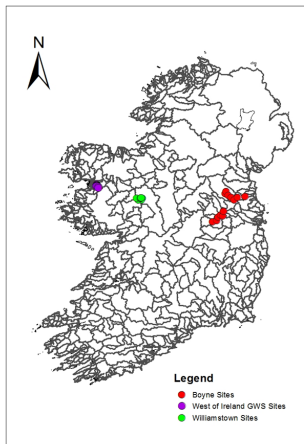 N
Legend
Boyne Sites
West of Ireland GWS Sites
Williamstown Sites